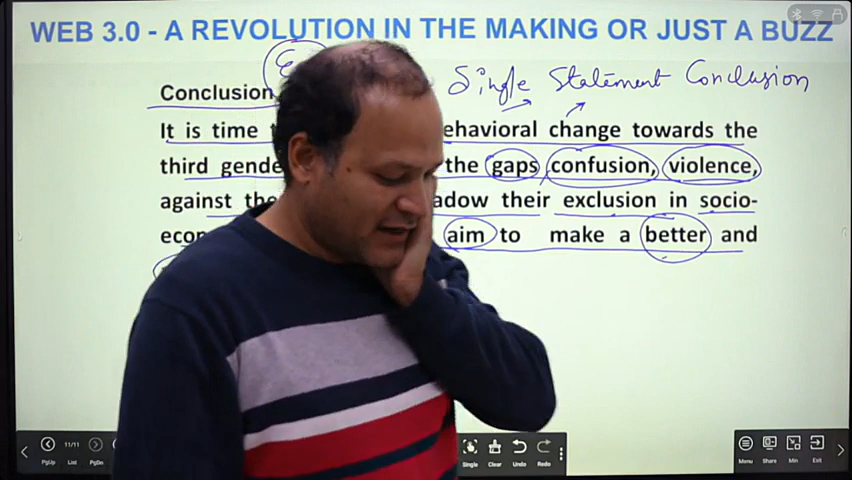 WEB 3.0 - A REVOLUTION IN THE MAKING OR JUST A BUZZ
Conclusion Single Statement Conclusion
It is time ehavioral change towards the
third gende the gaps, confusion, violence,
against the adow their exclusion in socio-
econ aim to make a better and
PgUp 11/11 List PgDn Single Clear Undo Redo Menu Share Min Exit